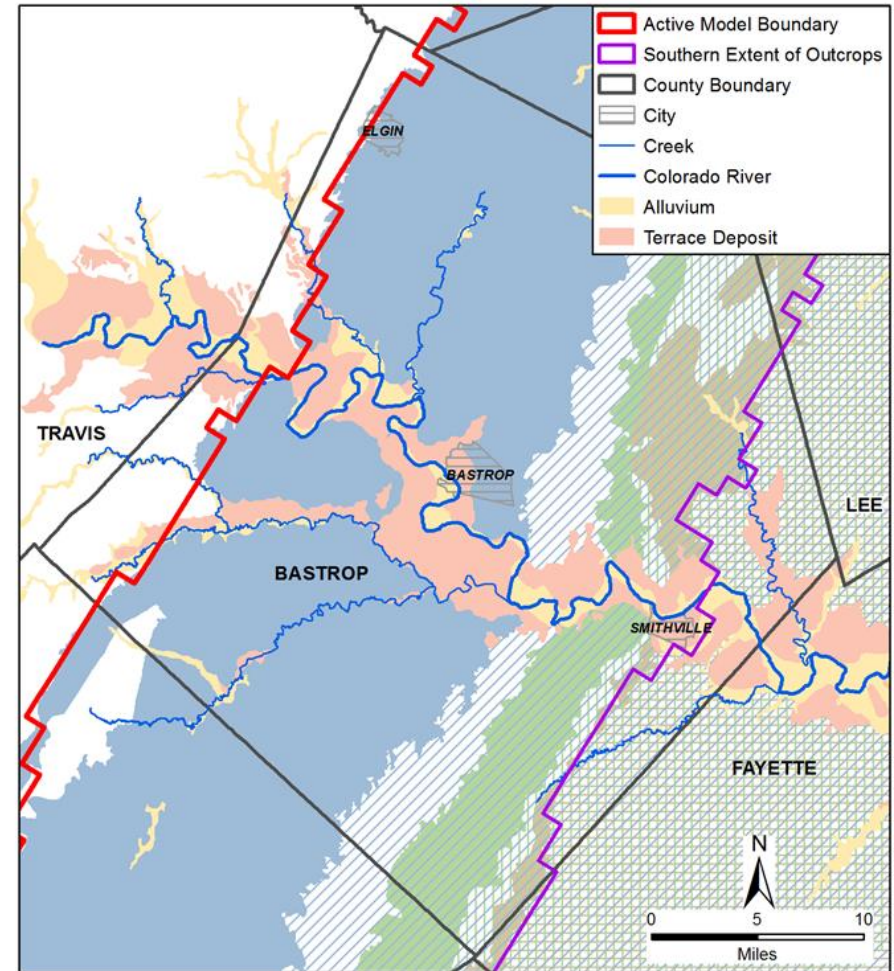 Active Model Boundary
Southern Extent of Outcrops
County Boundary
City
Creek
Colorado River
Alluvium
Terrace Deposit
ELGIN
TRAVIS
BASTROP
LEE
BASTROP
SMITHVILLE
FAYETTE
N
0 5 10
Miles